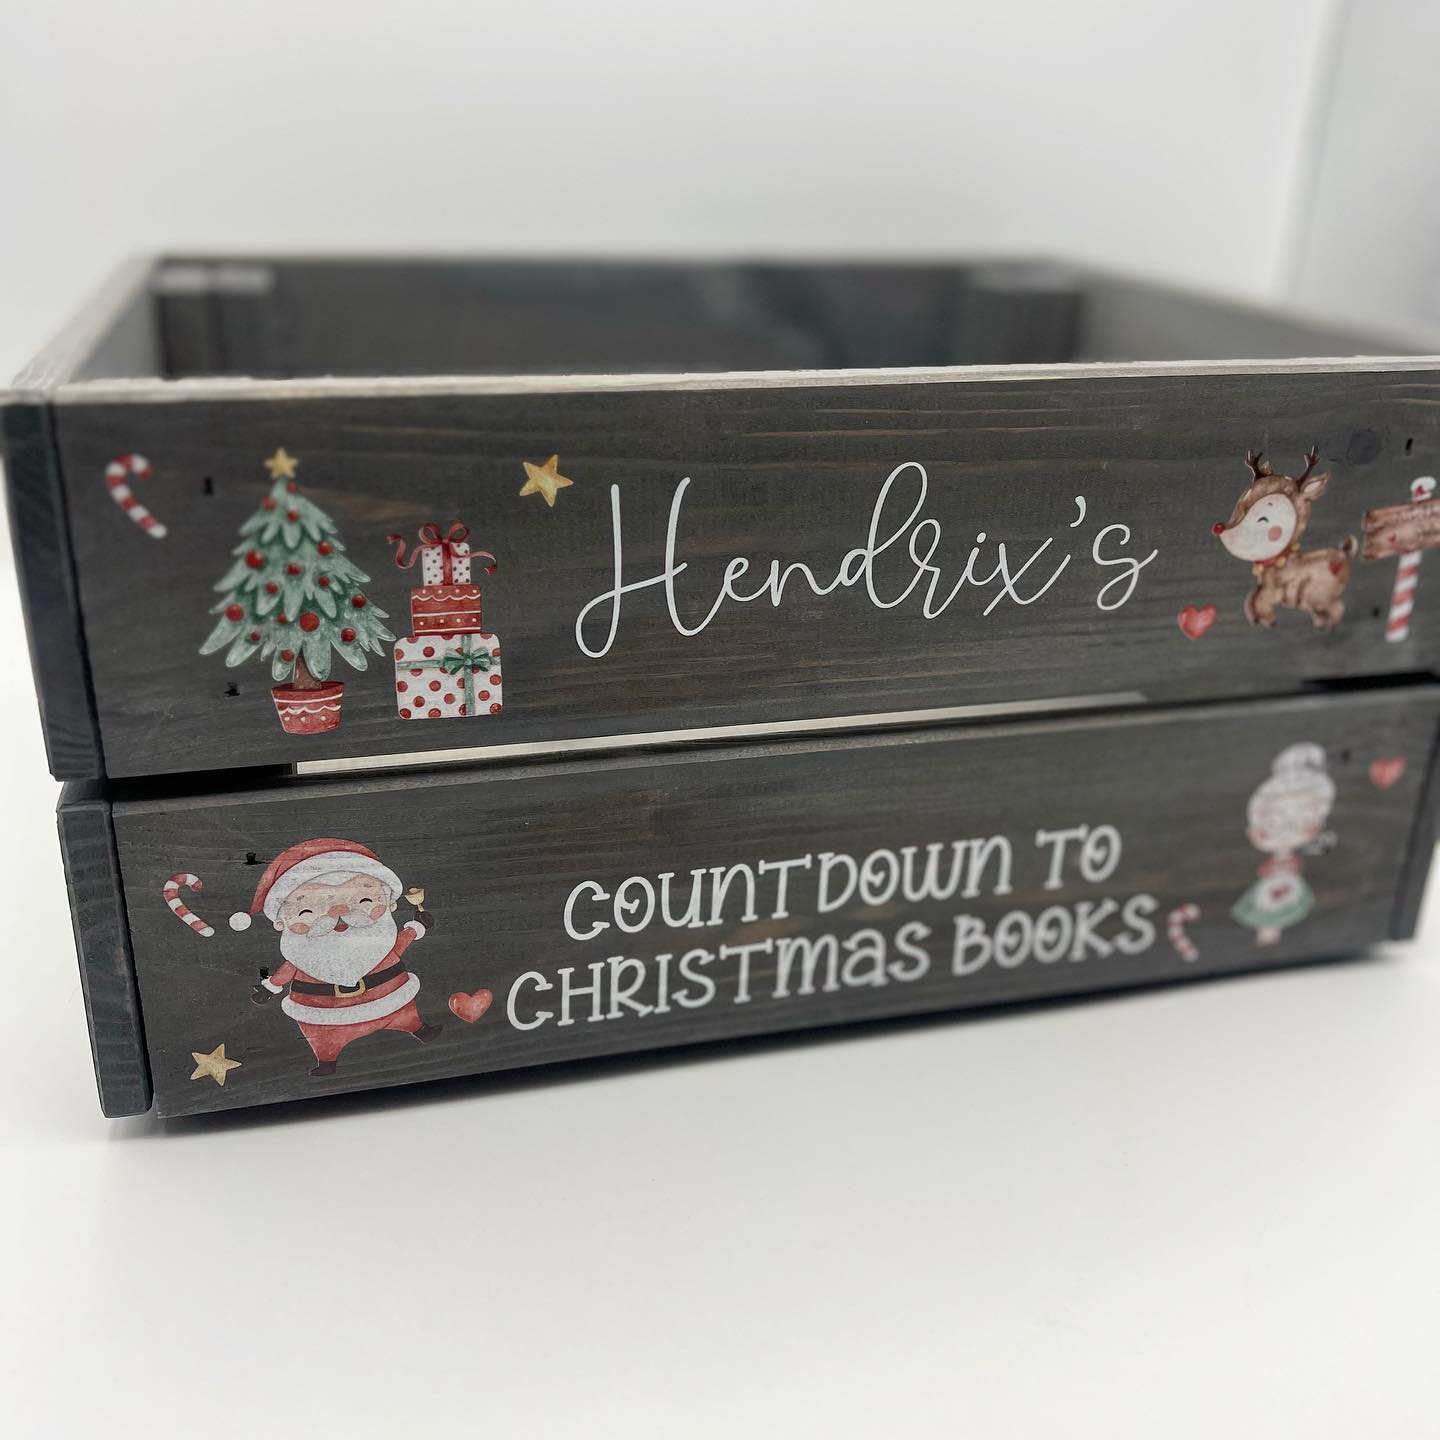 Hendrix's
COUNTDOWN TO
CHRISTmas BOOKS